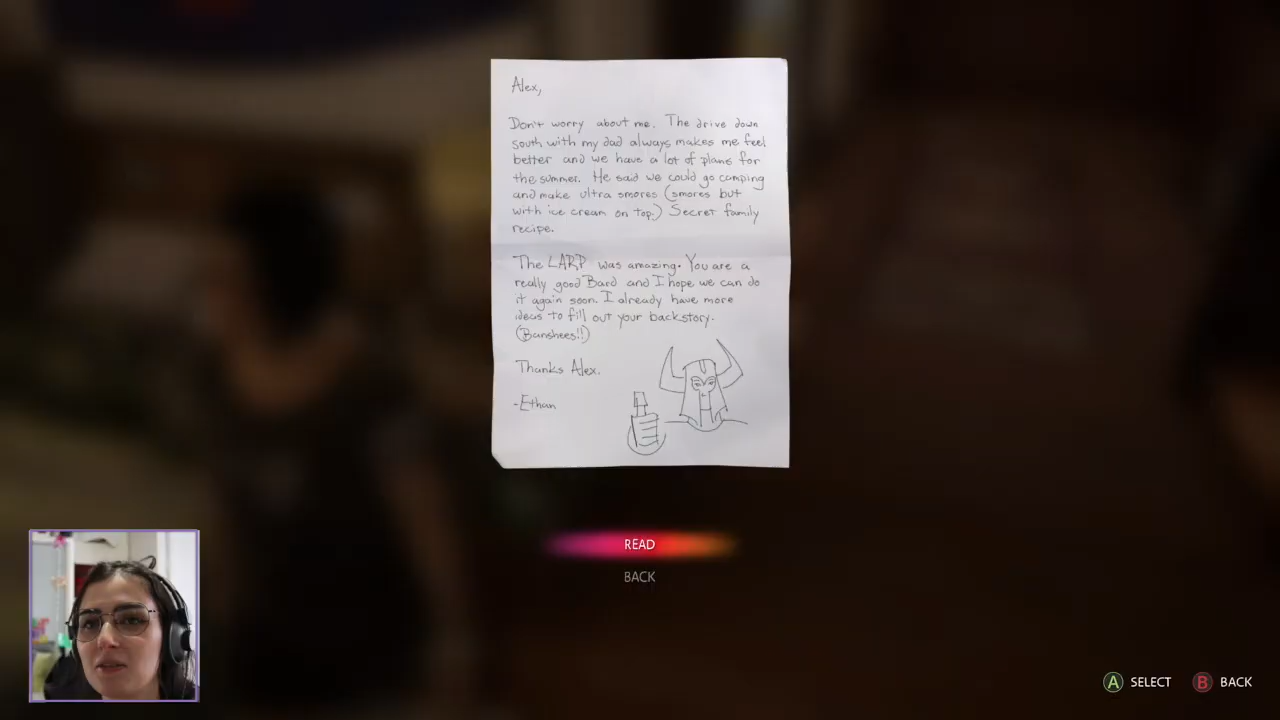 Alex,
Don't worry about me. The drive down
south with my dad always makes me feel
better and we have a lot of plans for
the summer. He said we could go camping
and make ultra smores (smores but
with ice cream on top.) Secret family
recipe.
The LARP was amazing. You are a
really good Bard and I hope we can do
it again soon. I already have more
ideas to fill out your backstory.
(Banshees!!)
Thanks Alex.
-Ethan
READ
BACK
A SELECT B BACK